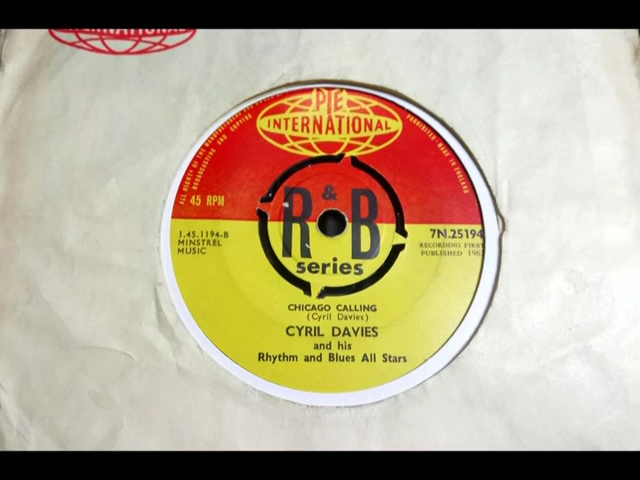 INTERNATIONAL
PYE
INTERNATIONAL
45 RPM
R & B
series
1.45.1194-B
MINSTREL
MUSIC
7N.25194
RECORDING FIRST
PUBLISHED 196
CHICAGO CALLING
(Cyril Davies)
CYRIL DAVIES
and his
Rhythm and Blues All Stars